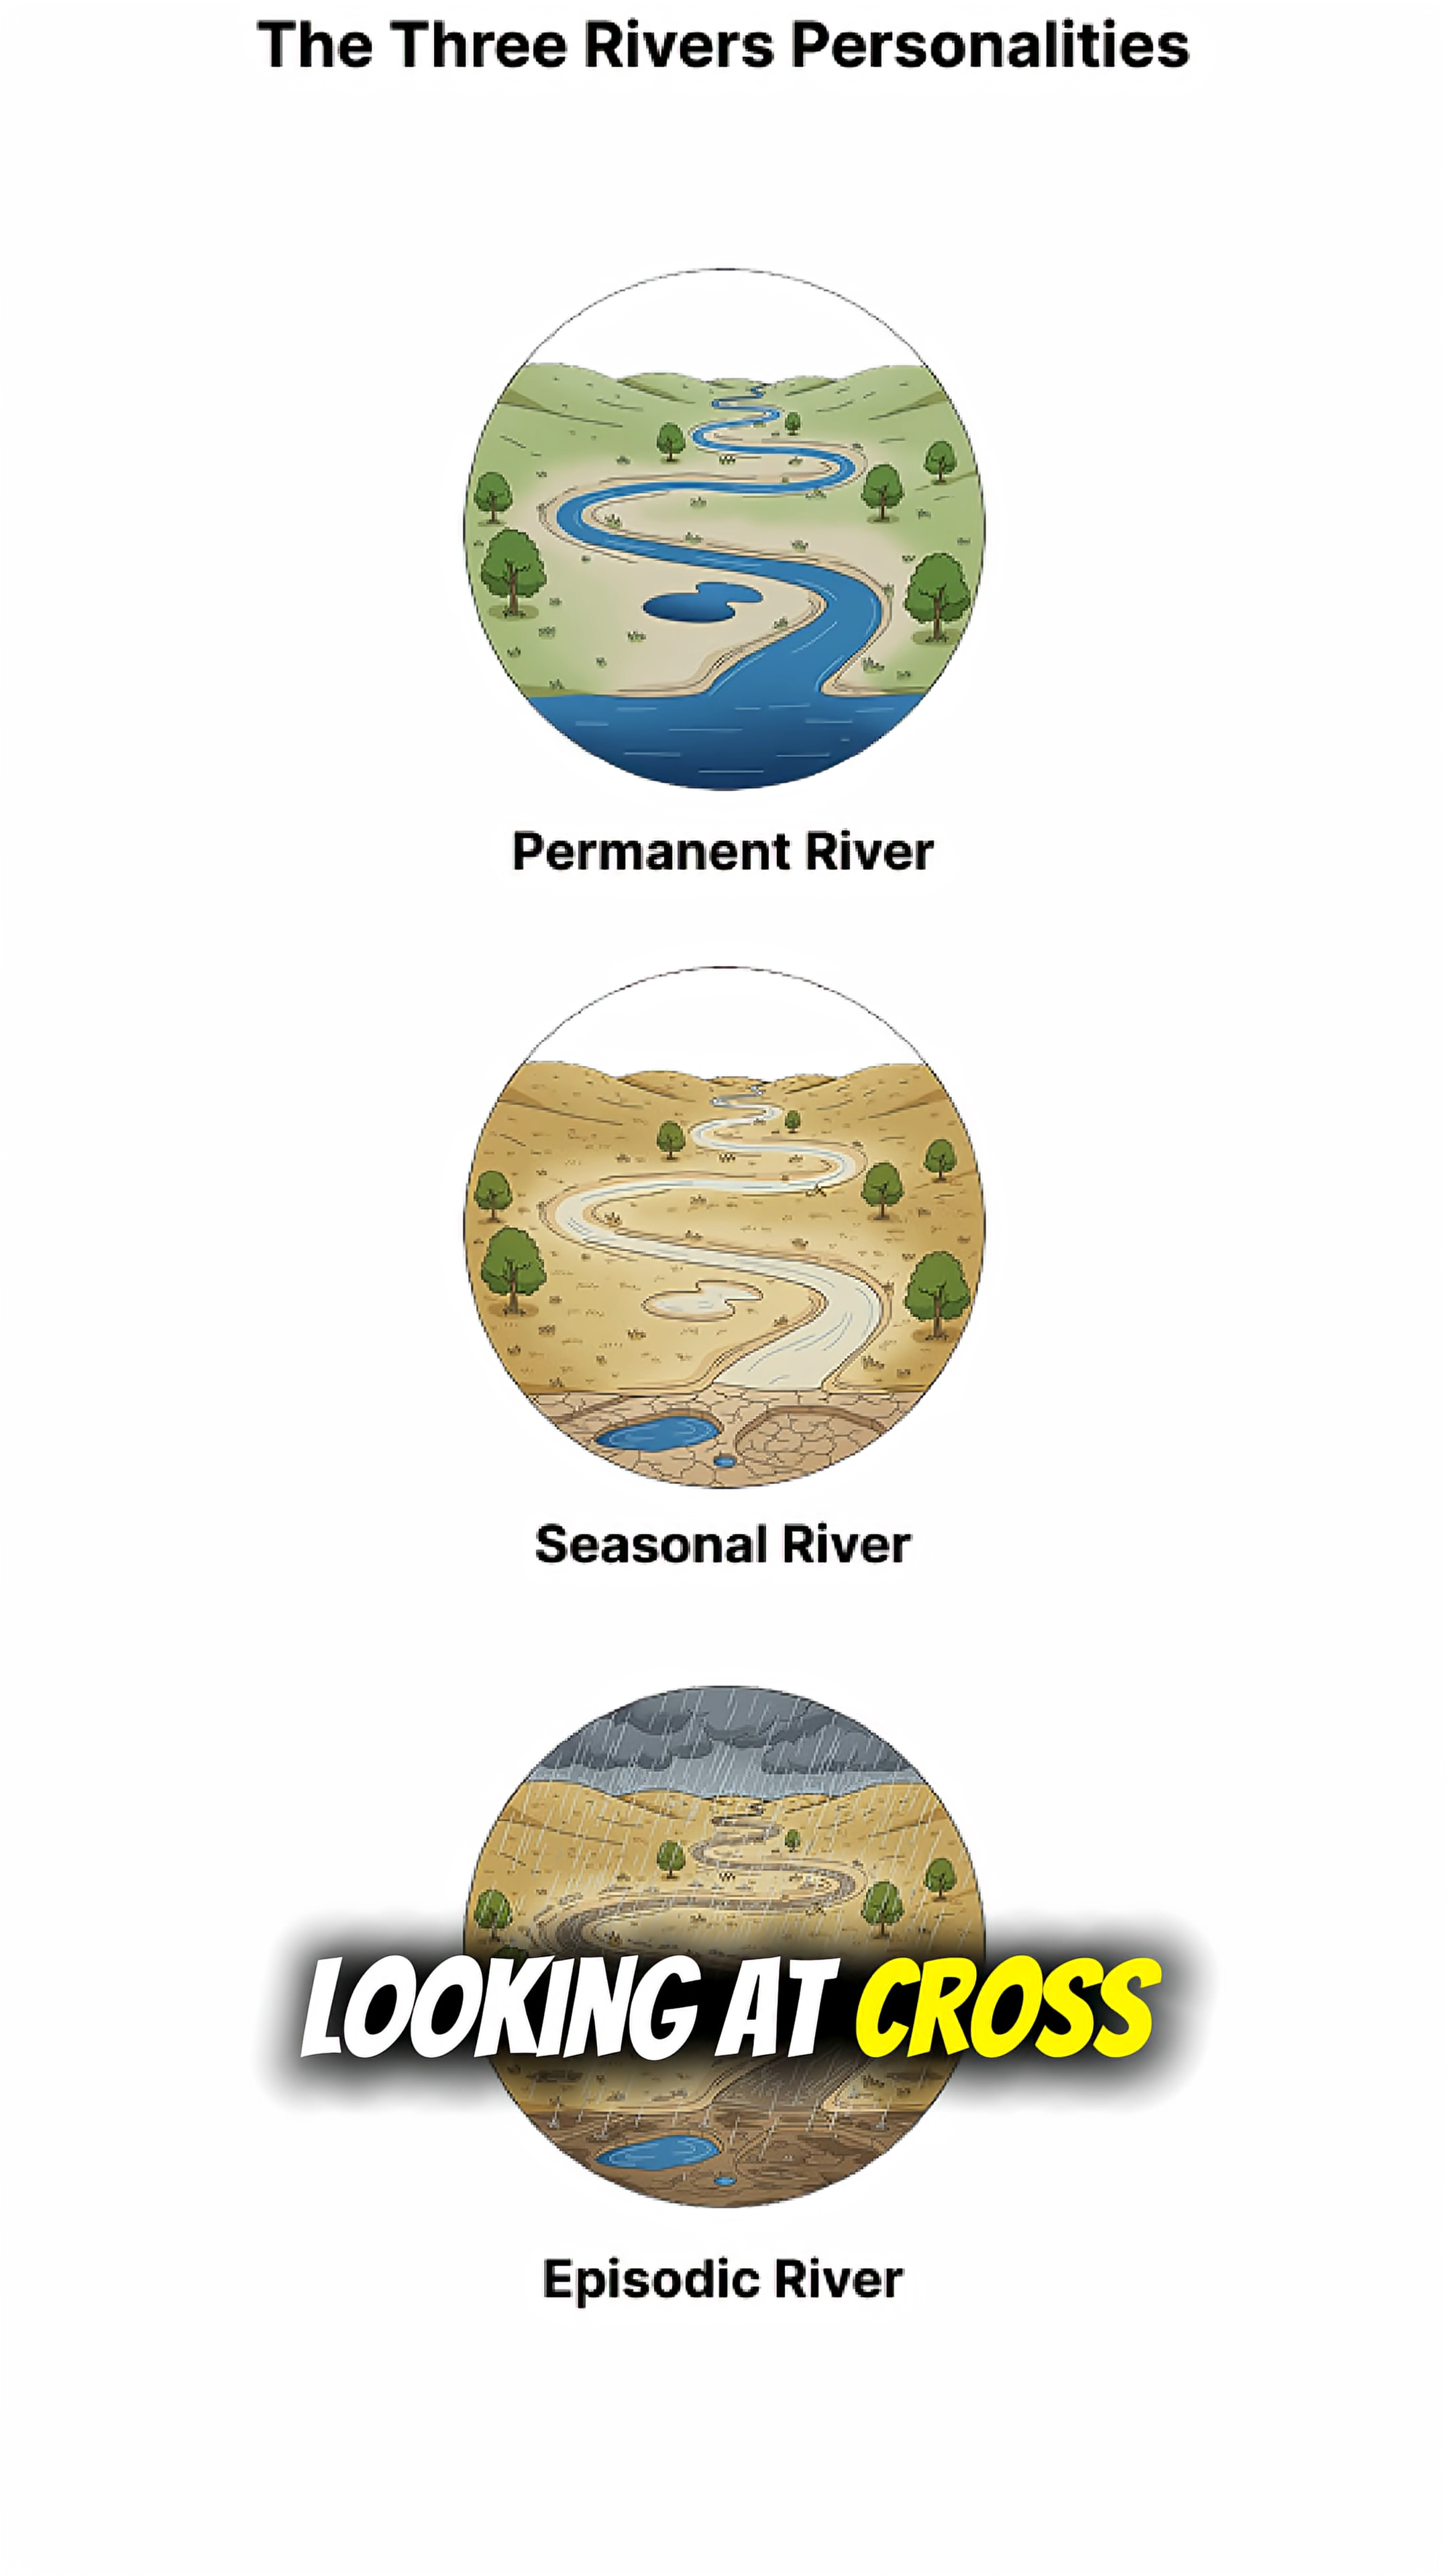 The Three Rivers Personalities
Permanent River
Seasonal River
LOOKING AT CROSS
Episodic River